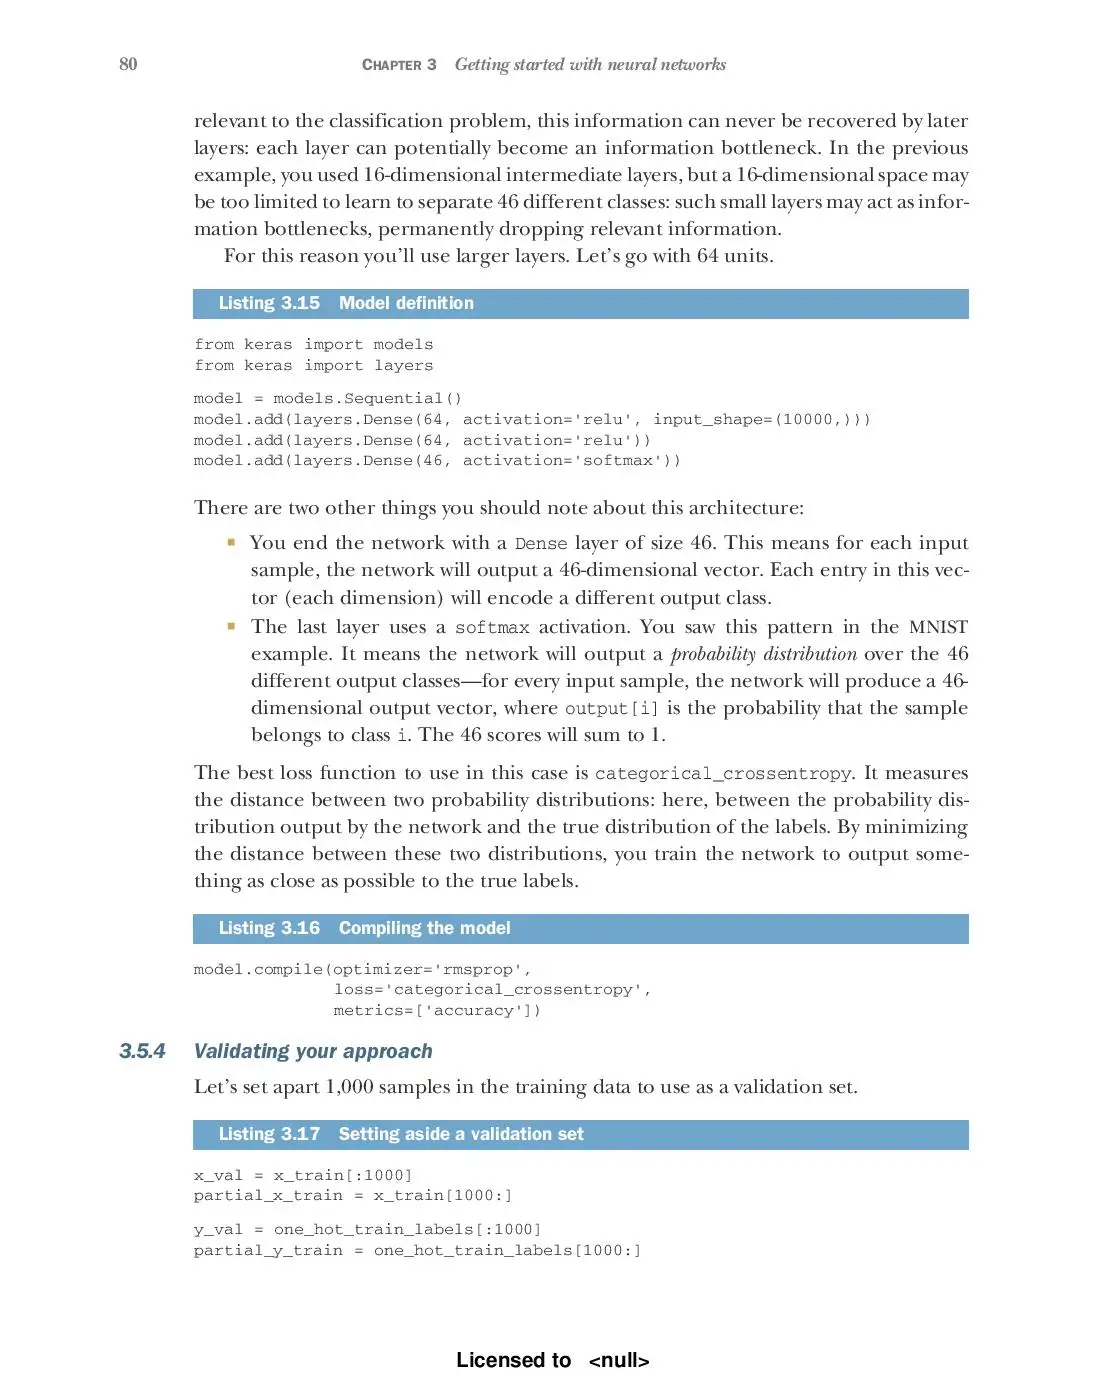 80
CHAPTER 3 Getting started with neural networks
relevant to the classification problem, this information can never be recovered by later
layers: each layer can potentially become an information bottleneck. In the previous
example, you used 16-dimensional intermediate layers, but a 16-dimensional space may
be too limited to learn to separate 46 different classes: such small layers may act as infor-
mation bottlenecks, permanently dropping relevant information.
For this reason you’ll use larger layers. Let’s go with 64 units.
Listing 3.15 Model definition
from keras import models
from keras import layers
model = models.Sequential()
model.add(layers.Dense(64, activation='relu', input_shape=(10000,)))
model.add(layers.Dense(64, activation='relu'))
model.add(layers.Dense(46, activation='softmax'))
There are two other things you should note about this architecture:
■ You end the network with a Dense layer of size 46. This means for each input
sample, the network will output a 46-dimensional vector. Each entry in this vec-
tor (each dimension) will encode a different output class.
■ The last layer uses a softmax activation. You saw this pattern in the MNIST
example. It means the network will output a probability distribution over the 46
different output classes—for every input sample, the network will produce a 46-
dimensional output vector, where output[i] is the probability that the sample
belongs to class i. The 46 scores will sum to 1.
The best loss function to use in this case is categorical_crossentropy. It measures
the distance between two probability distributions: here, between the probability dis-
tribution output by the network and the true distribution of the labels. By minimizing
the distance between these two distributions, you train the network to output some-
thing as close as possible to the true labels.
Listing 3.16 Compiling the model
model.compile(optimizer='rmsprop',
loss='categorical_crossentropy',
metrics=['accuracy'])
3.5.4 Validating your approach
Let’s set apart 1,000 samples in the training data to use as a validation set.
Listing 3.17 Setting aside a validation set
x_val = x_train[:1000]
partial_x_train = x_train[1000:]
y_val = one_hot_train_labels[:1000]
partial_y_train = one_hot_train_labels[1000:]
Licensed to <null>